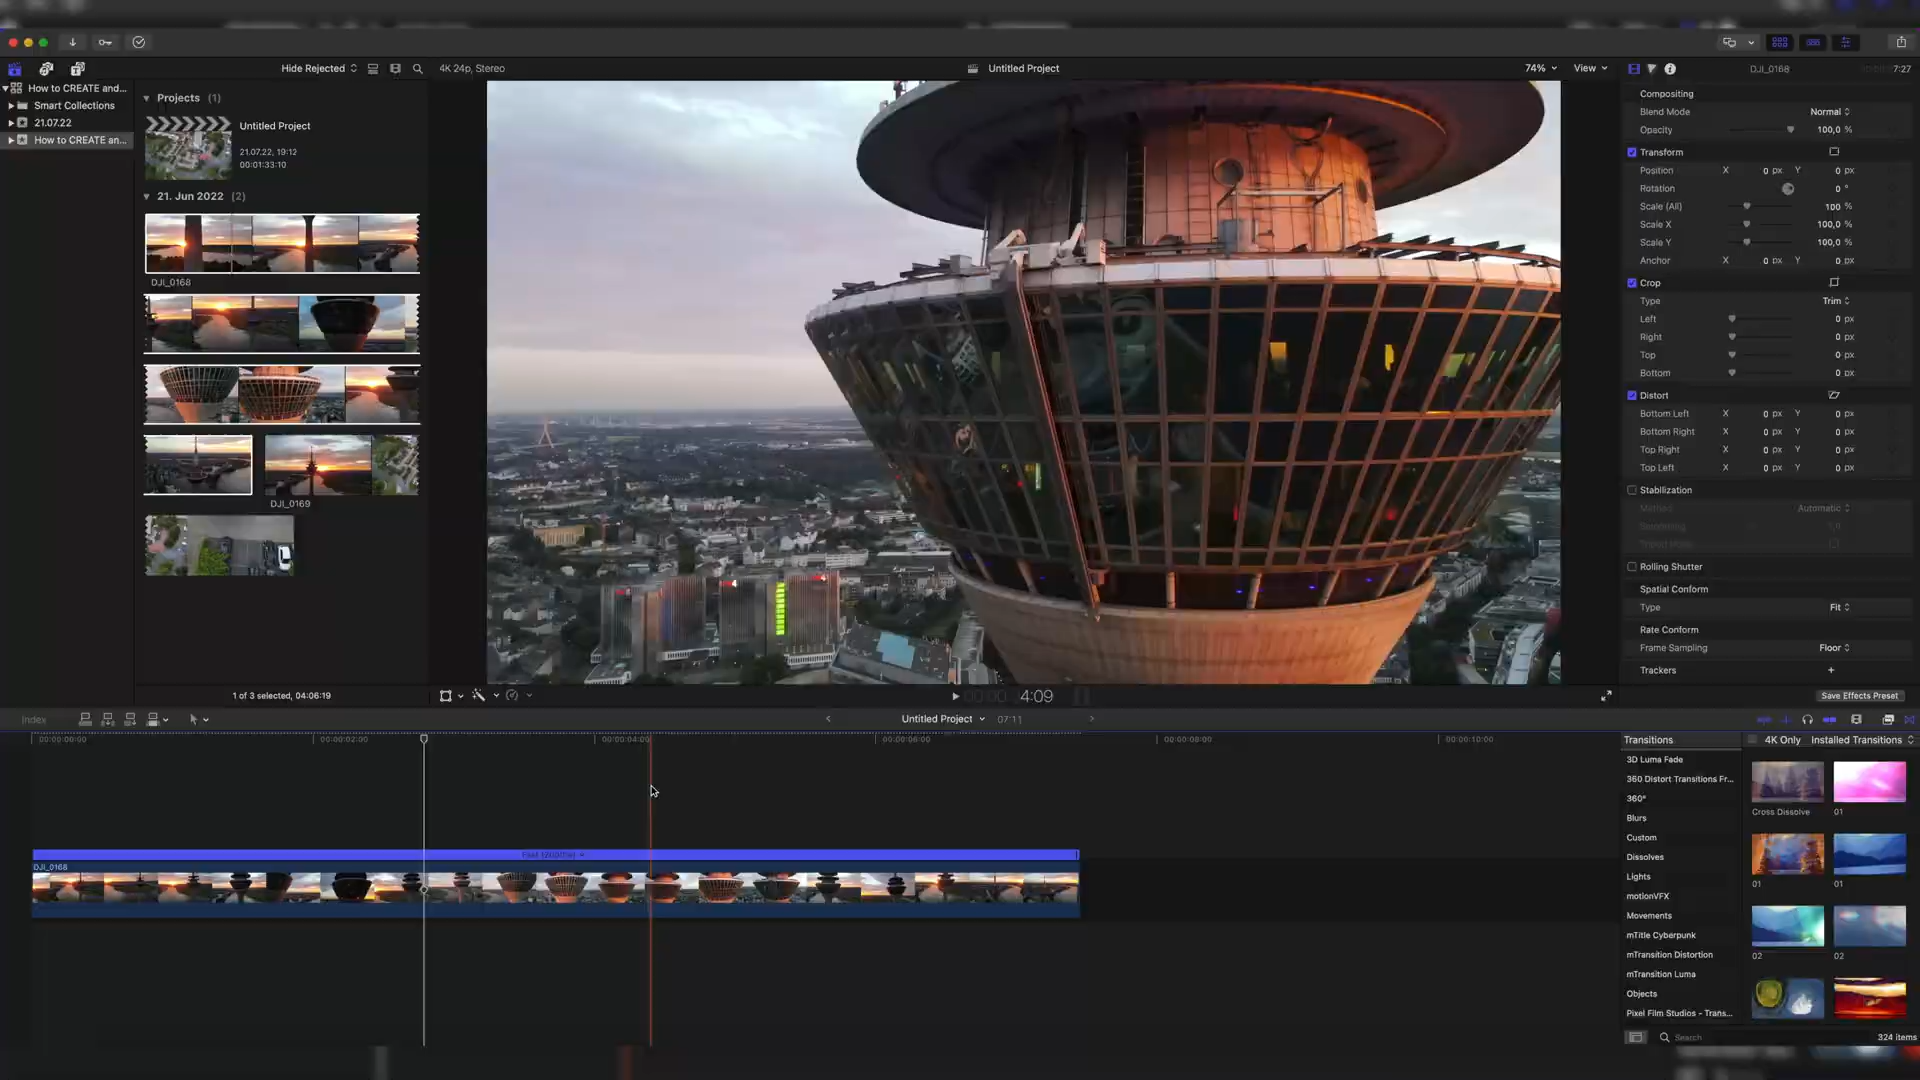 Hide Rejected
4K 24p, Stereo
Untitled Project
74%
View
DJI_0168
7:27
How to CREATE and...
Smart Collections
21.07.22
How to CREATE an...
Projects (1)
Untitled Project
21.07.22, 19:12
00:01:33:10
21. Jun 2022 (2)
DJI_0168
DJI_0169
1 of 3 selected, 04:06:19
4:09
Compositing
Blend Mode Normal
Opacity 100,0 %
Transform
Position X 0 px Y 0 px
Rotation 0 °
Scale (All) 100 %
Scale X 100,0 %
Scale Y 100,0 %
Anchor X 0 px Y 0 px
Crop
Type Trim
Left 0 px
Right 0 px
Top 0 px
Bottom 0 px
Distort
Bottom Left X 0 px Y 0 px
Bottom Right X 0 px Y 0 px
Top Right X 0 px Y 0 px
Top Left X 0 px Y 0 px
Stabilization
Method Automatic
Smoothing
Rolling Shutter
Spatial Conform
Type Fit
Rate Conform
Frame Sampling Floor
Trackers +
Save Effects Preset
Index
Untitled Project 07:11
00:00:00:00 00:00:02:00 00:00:04:00 00:00:06:00 00:00:08:00 00:00:10:00
DJI_0168
Transitions
4K Only Installed Transitions
3D Luma Fade
360 Distort Transitions Fr...
360°
Blurs
Custom
Dissolves
Lights
motionVFX
Movements
mTitle Cyberpunk
mTransition Distortion
mTransition Luma
Objects
Pixel Film Studios - Trans...
Cross Dissolve 01
01 01
02 02
Search
324 items